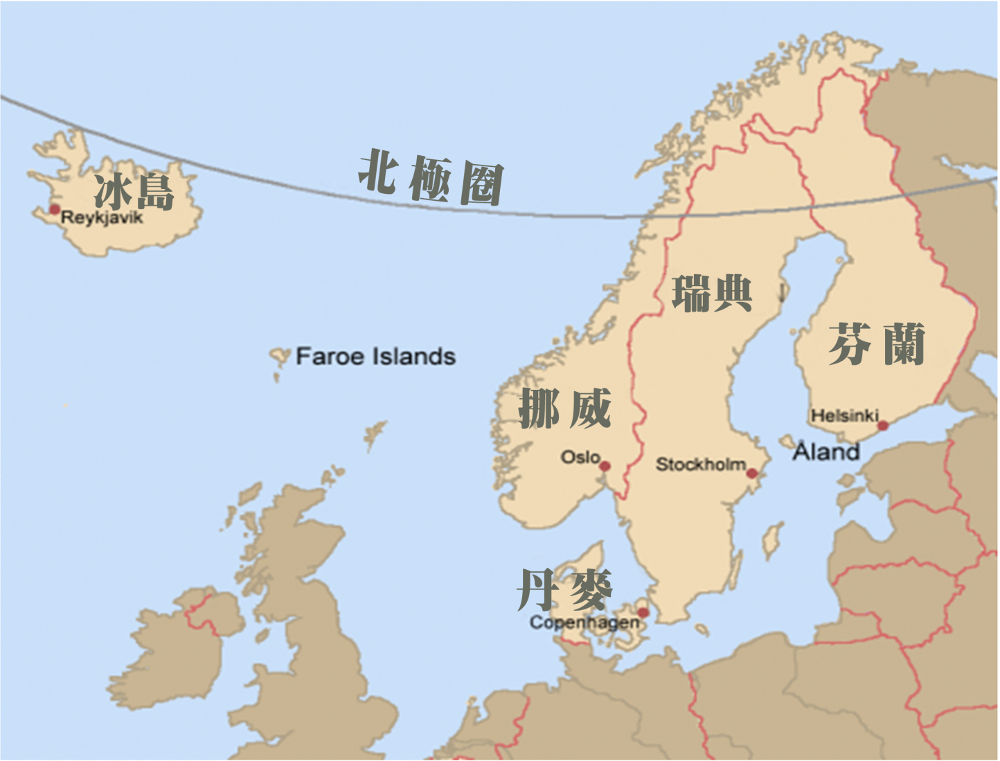 北極圈
冰島
Reykjavik
瑞典
芬蘭
Faroe Islands
挪威
Helsinki
Åland
Oslo
Stockholm
丹麥
Copenhagen